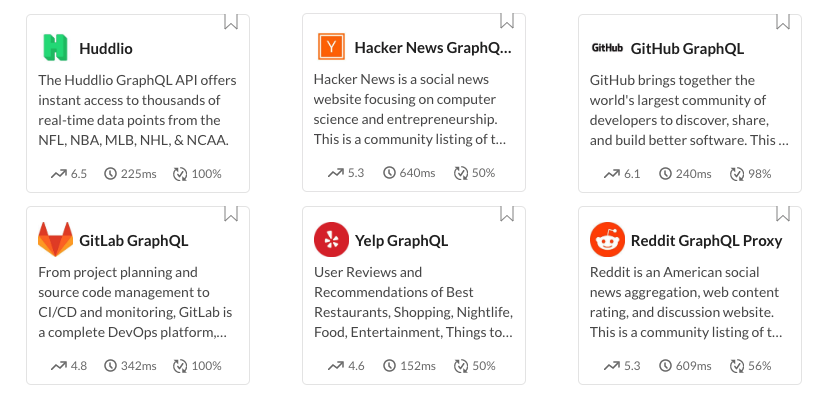 Huddlio
The Huddlio GraphQL API offers
instant access to thousands of
real-time data points from the
NFL, NBA, MLB, NHL, & NCAA.
6.5 225ms 100%
Y
Hacker News GraphQ...
Hacker News is a social news
website focusing on computer
science and entrepreneurship.
This is a community listing of t...
5.3 640ms 50%
GitHub
GitHub GraphQL
GitHub brings together the
world's largest community of
developers to discover, share,
and build better software. This ...
6.1 240ms 98%
GitLab GraphQL
From project planning and
source code management to
CI/CD and monitoring, GitLab is
a complete DevOps platform,...
4.8 342ms 100%
Yelp GraphQL
User Reviews and
Recommendations of Best
Restaurants, Shopping, Nightlife,
Food, Entertainment, Things to...
4.6 152ms 50%
Reddit GraphQL Proxy
Reddit is an American social
news aggregation, web content
rating, and discussion website.
This is a community listing of t...
5.3 609ms 56%